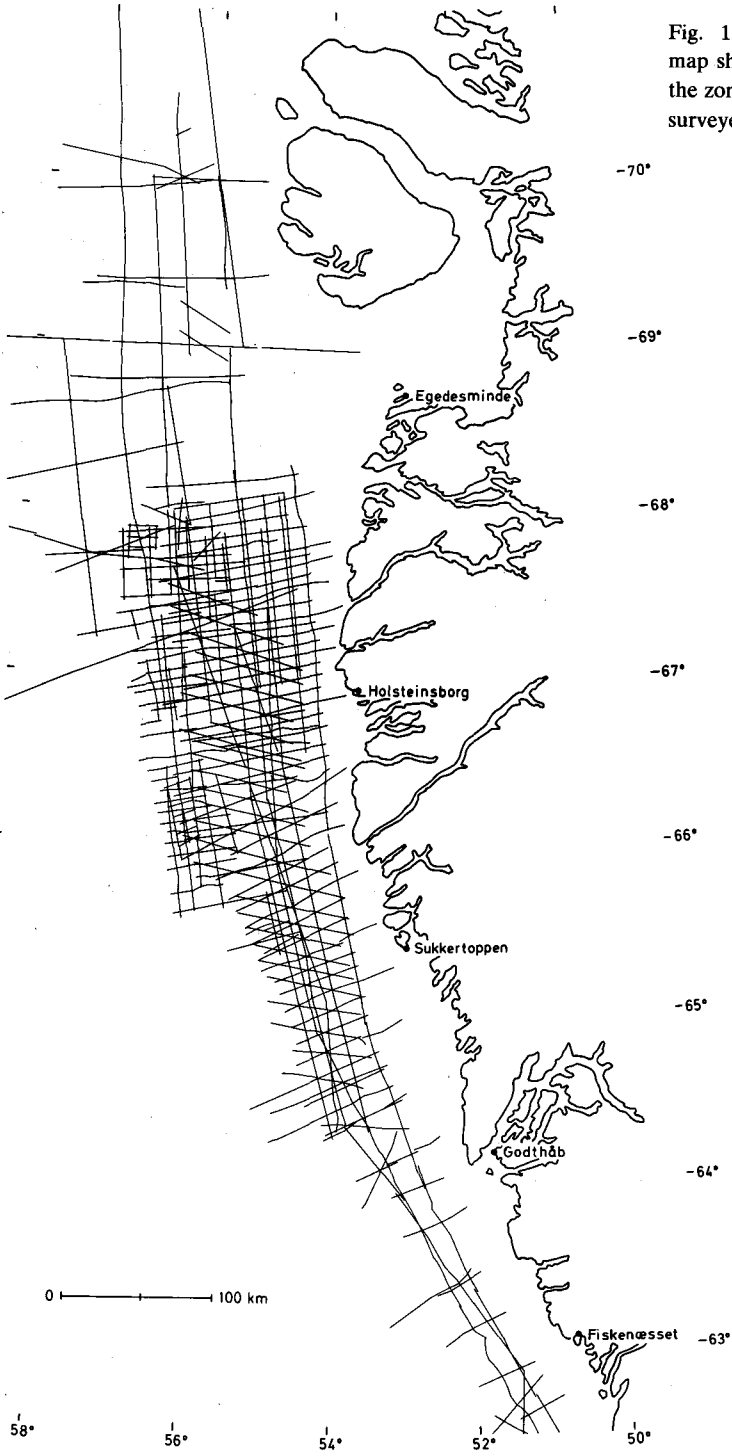 Fig. 1
map sh
the zon
surveye
-70°
-69°
Egedesminde
-68°
-67°
Holsteinsborg
-66°
Sukkertoppen
-65°
Godthåb
-64°
0 100 km
Fiskenæsset
-63°
58° 56° 54° 52° 50°